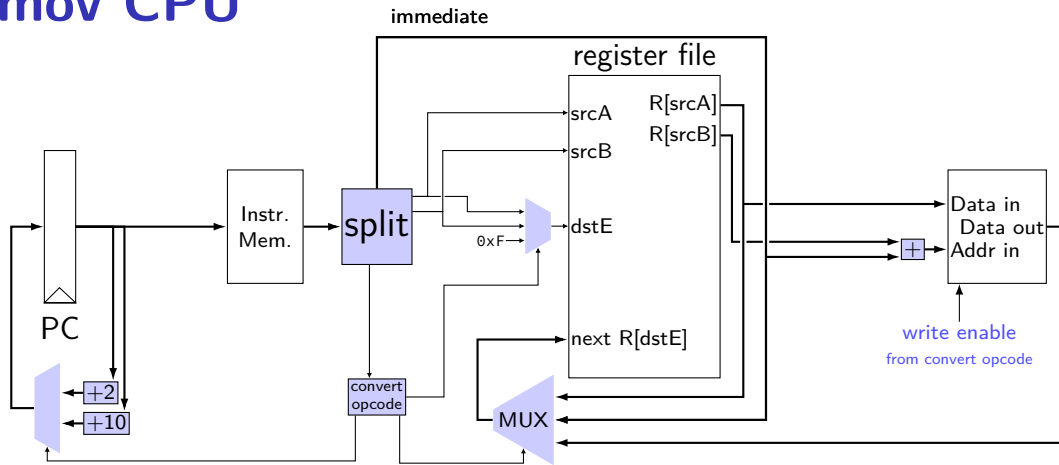 mov CPU
immediate
register file
srcA
R[srcA]
R[srcB]
srcB
Instr.
Mem.
split
0xF
dstE
Data in
Data out
Addr in
+
PC
next R[dstE]
write enable
from convert opcode
convert
opcode
+2
+10
MUX